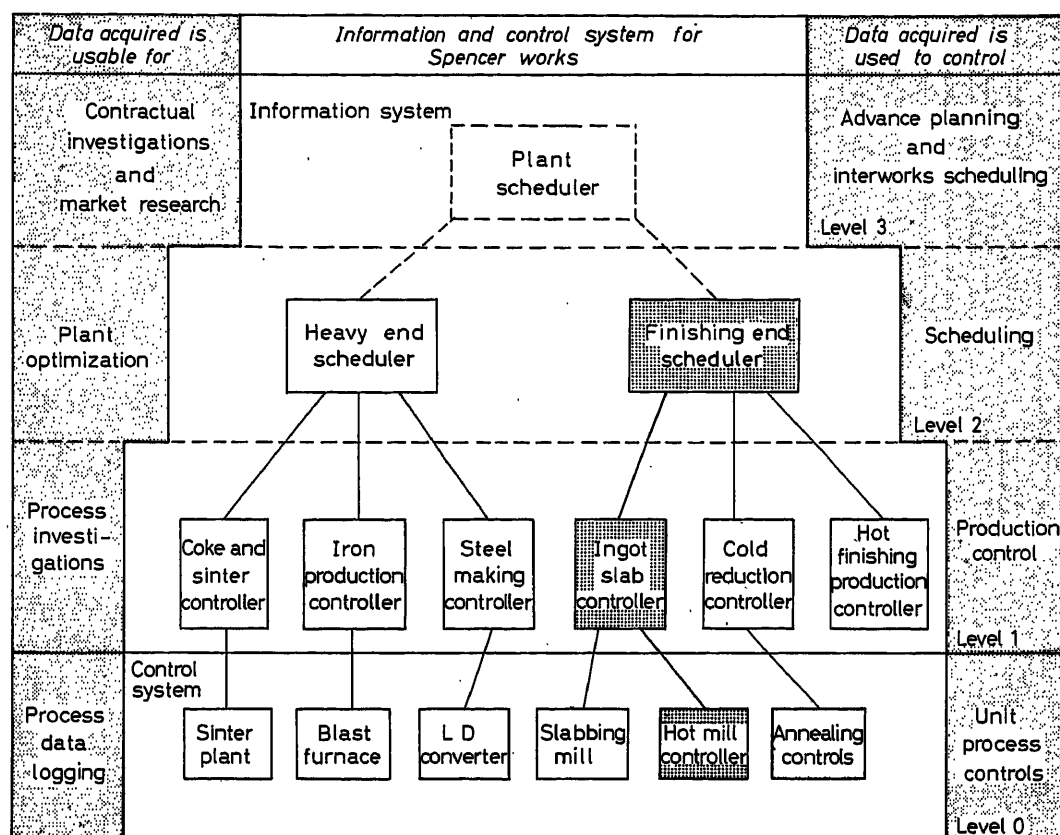 Data acquired is
usable for
Information and control system for
Spencer works
Data acquired is
used to control
Contractual
investigations
and
market research
Information system
Plant
scheduler
Advance planning
and
interworks scheduling
Level 3
Plant
optimization
Heavy end
scheduler
Finishing end
scheduler
Scheduling
Level 2
Process
investi-
gations
Coke and
sinter
controller
Iron
production
controller
Steel
making
controller
Ingot
slab
controller
Cold
reduction
controller
Hot
finishing
production
controller
Production
control
Level 1
Control
system
Process
data
logging
Sinter
plant
Blast
furnace
L D
converter
Slabbing
mill
Hot mill
controller
Annealing
controls
Unit
process
controls
Level 0